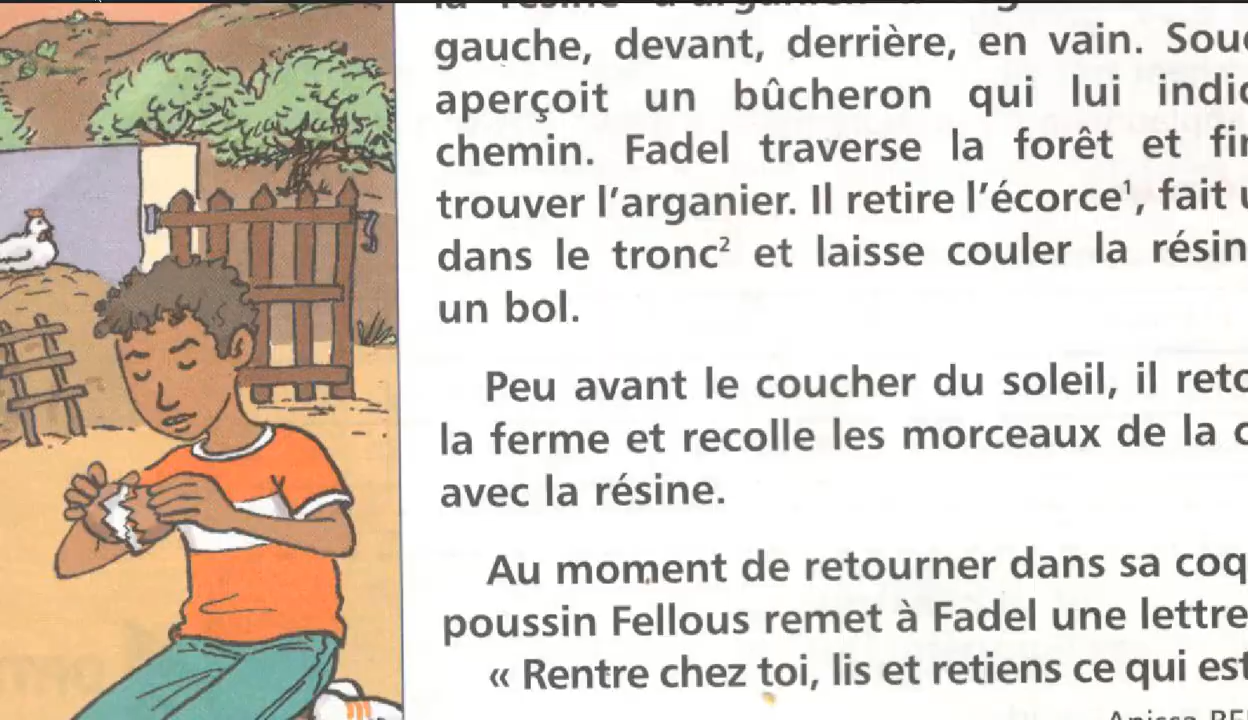 gauche, devant, derrière, en vain.
aperçoit un bûcheron qui lui
chemin. Fadel traverse la forêt et
trouver l'arganier. Il retire l'écorce¹, fait
dans le tronc² et laisse couler la
un bol.
Peu avant le coucher du soleil, il
la ferme et recolle les morceaux de la
avec la résine.
Au moment de retourner dans sa
poussin Fellous remet à Fadel une lettre
« Rentre chez toi, lis et retiens ce qui